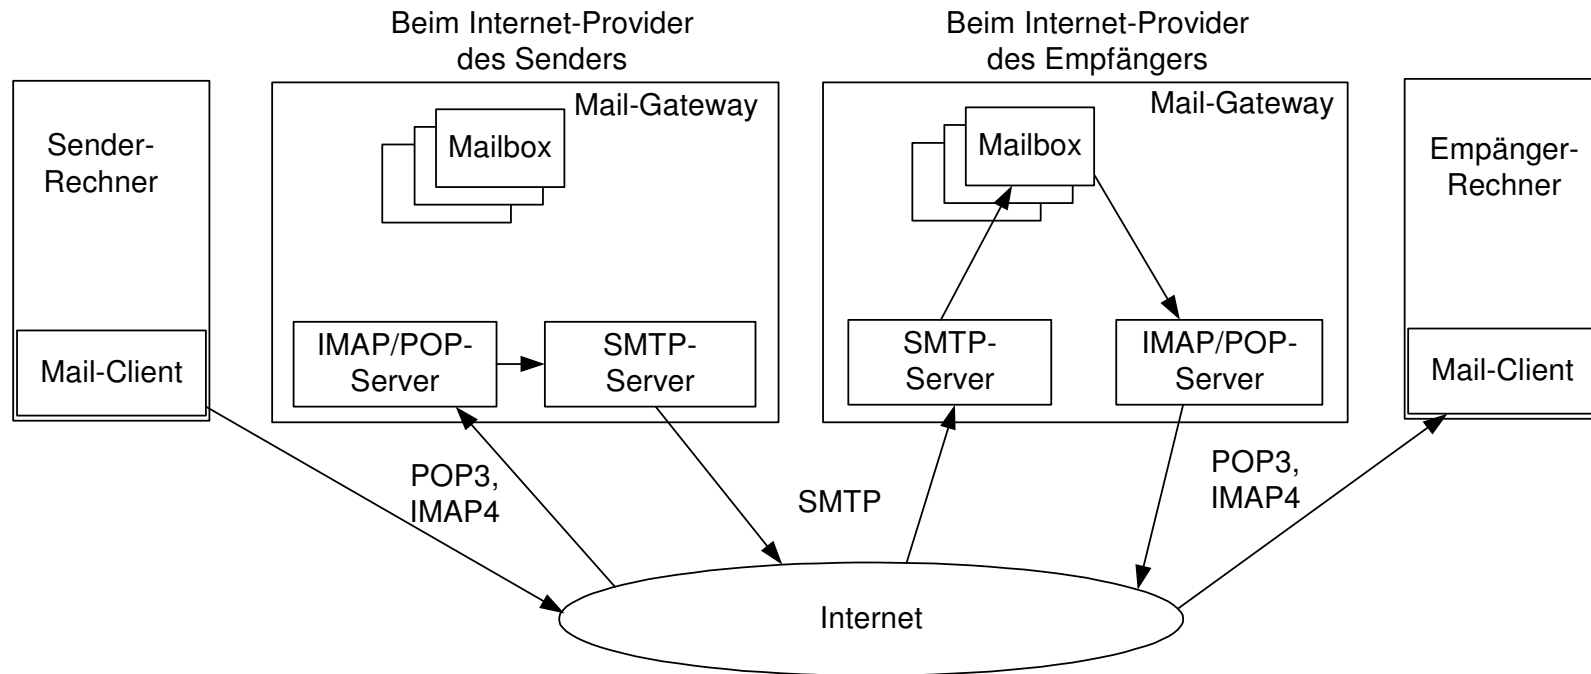 Beim Internet-Provider
des Senders
Beim Internet-Provider
des Empfängers
Sender-
Rechner
Mail-Client
Mail-Gateway
Mailbox
IMAP/POP-
Server
SMTP-
Server
Mail-Gateway
Mailbox
SMTP-
Server
IMAP/POP-
Server
Empänger-
Rechner
Mail-Client
POP3,
IMAP4
SMTP
POP3,
IMAP4
Internet